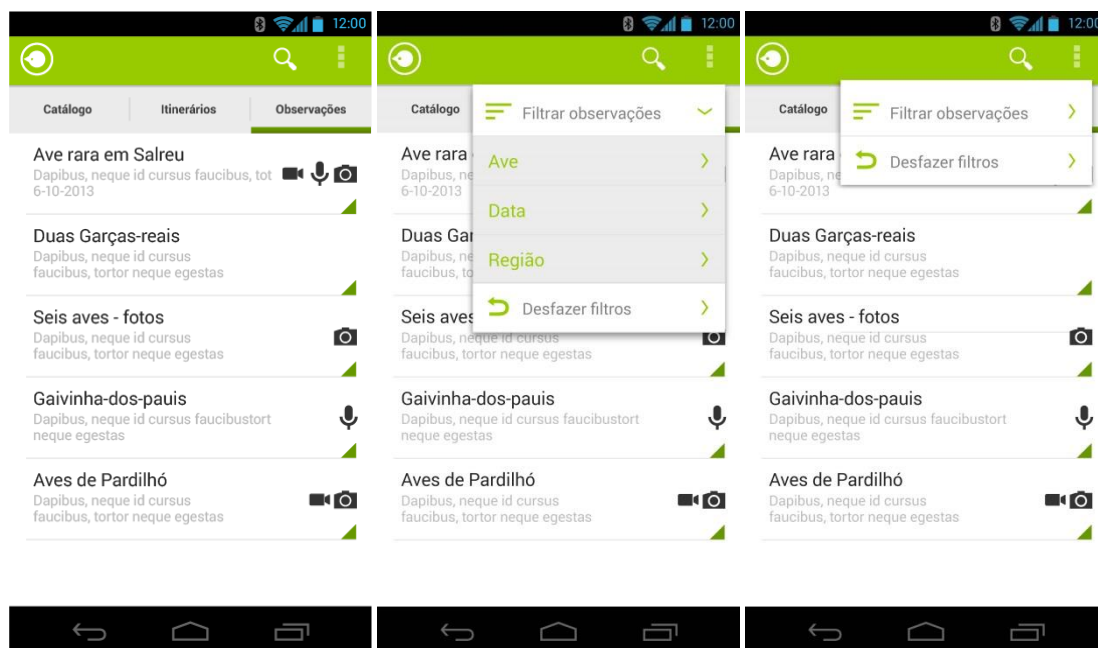 12:00
Catálogo Itinerários Observações
Ave rara em Salreu
Dapibus, neque id cursus faucibus, tot
6-10-2013
Duas Garças-reais
Dapibus, neque id cursus
faucibus, tortor neque egestas
Seis aves - fotos
Dapibus, neque id cursus
faucibus, tortor neque egestas
Gaivinha-dos-pauis
Dapibus, neque id cursus faucibustort
neque egestas
Aves de Pardilhó
Dapibus, neque id cursus
faucibus, tortor neque egestas
12:00
Catálogo
Filtrar observações
Ave
Data
Região
Desfazer filtros
Ave rara
Dapibus, ne
6-10-2013
Duas Gar
Dapibus, ne
faucibus, to
Seis aves
Dapibus, neque id cursus
faucibus, tortor neque egestas
Gaivinha-dos-pauis
Dapibus, neque id cursus faucibustort
neque egestas
Aves de Pardilhó
Dapibus, neque id cursus
faucibus, tortor neque egestas
12:00
Catálogo
Filtrar observações
Desfazer filtros
Ave rara
Dapibus, ne
6-10-2013
Duas Garças-reais
Dapibus, neque id cursus
faucibus, tortor neque egestas
Seis aves - fotos
Dapibus, neque id cursus
faucibus, tortor neque egestas
Gaivinha-dos-pauis
Dapibus, neque id cursus faucibustort
neque egestas
Aves de Pardilhó
Dapibus, neque id cursus
faucibus, tortor neque egestas